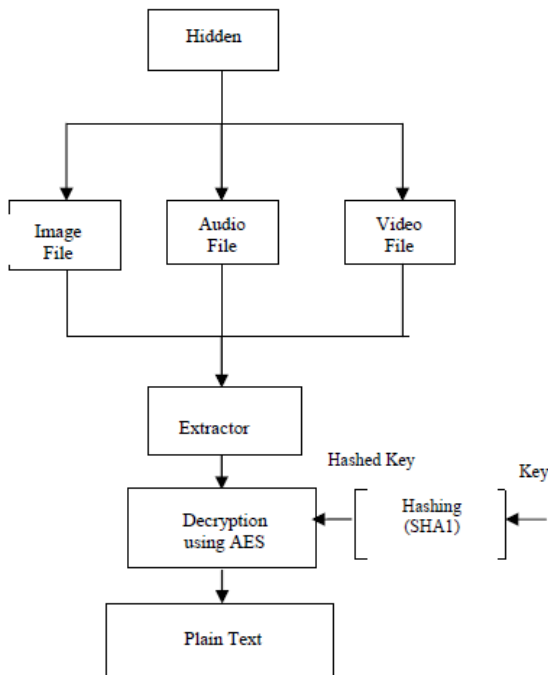 Hidden
Image
File
Audio
File
Video
File
Extractor
Hashed Key
Key
Decryption
using AES
Hashing
(SHA1)
Plain Text